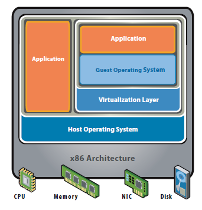 Application
Application
Guest Operating System
Virtualization Layer
Host Operating System
x86 Architecture
CPU Memory NIC Disk